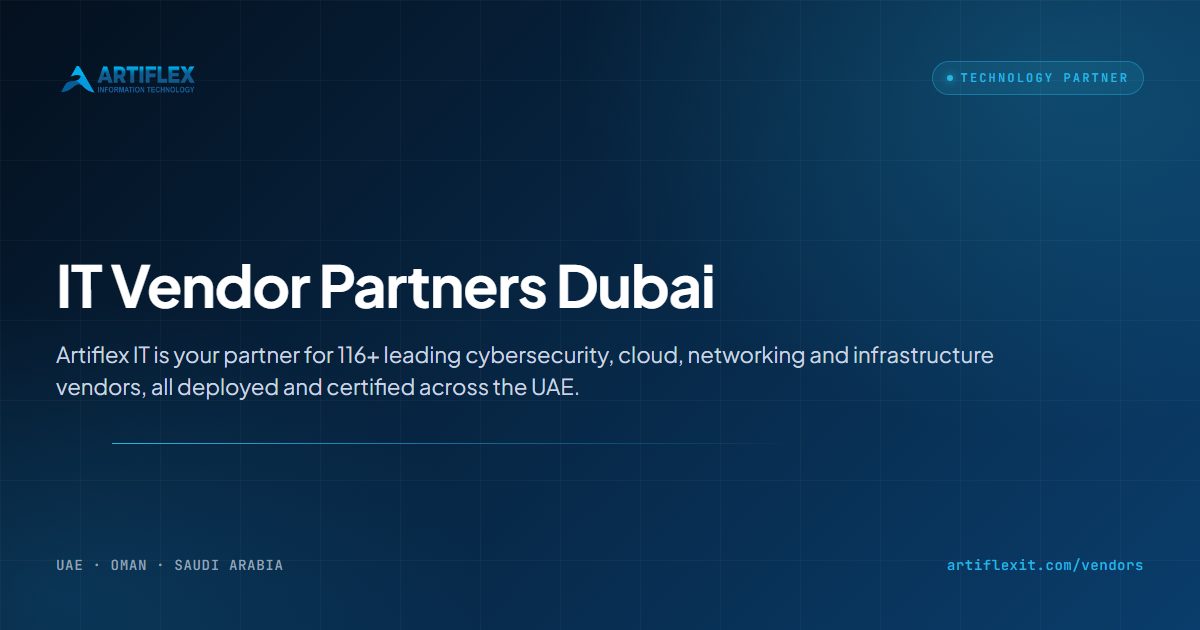 ARTIFLEX
INFORMATION TECHNOLOGY
TECHNOLOGY PARTNER
IT Vendor Partners Dubai
Artiflex IT is your partner for 116+ leading cybersecurity, cloud, networking and infrastructure
vendors, all deployed and certified across the UAE.
UAE · OMAN · SAUDI ARABIA
artiflexit.com/vendors